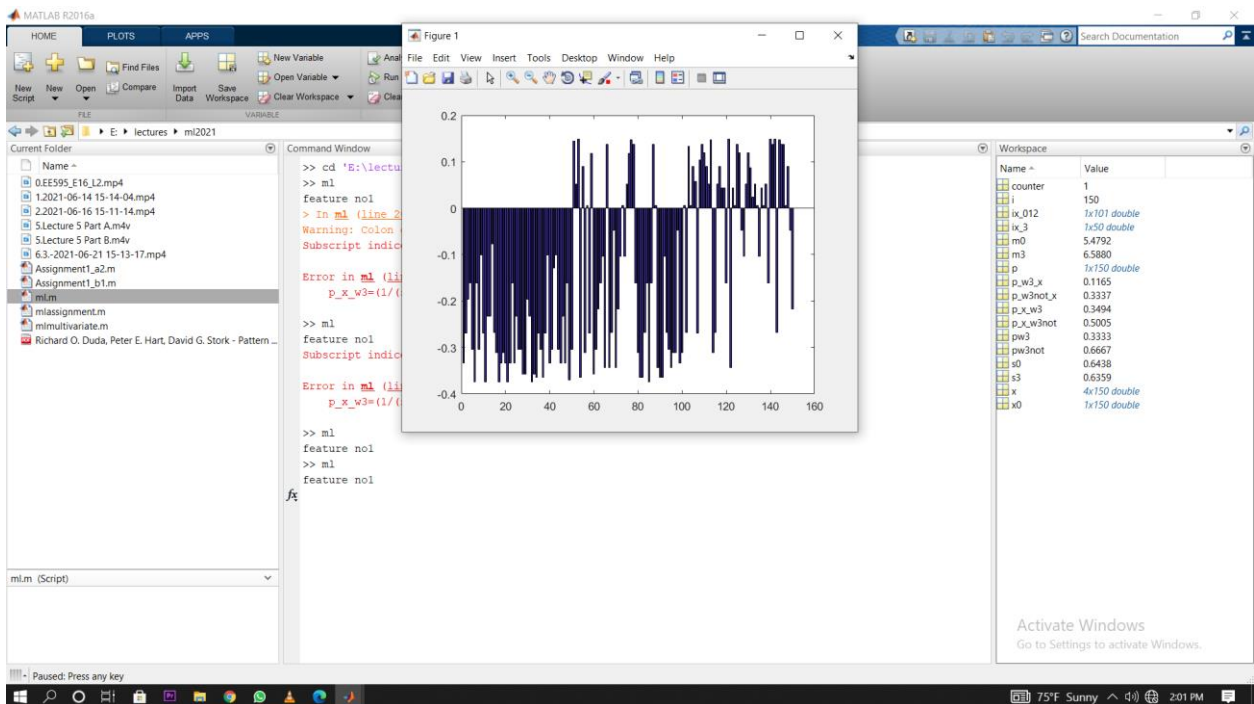 MATLAB R2016a
HOME PLOTS APPS
Search Documentation
New Script
New
Open
Find Files
Compare
Import Data
Save Workspace
New Variable
Open Variable
Clear Workspace
FILE
VARIABLE
E: lectures ml2021
Current Folder
Name
0.EE595_E16_L2.mp4
1.2021-06-14 15-14-04.mp4
2.2021-06-16 15-11-14.mp4
5.Lecture 5 Part A.m4v
5.Lecture 5 Part B.m4v
6.3.-2021-06-21 15-13-17.mp4
Assignment1_a2.m
Assignment1_b1.m
ml.m
mlassignment.m
mlmultivariate.m
Richard O. Duda, Peter E. Hart, David G. Stork - Pattern ...
ml.m (Script)
Command Window
>> cd 'E:\lectu
>> ml
feature no1
> In ml (line 2
Warning: Colon
Subscript indic
Error in ml (li
p_x_w3=(1/(
>> ml
feature no1
Subscript indic
Error in ml (li
p_x_w3=(1/(
>> ml
feature no1
>> ml
feature no1
fx
Figure 1
File Edit View Insert Tools Desktop Window Help
0.2
0.1
0
-0.1
-0.2
-0.3
-0.4
0 20 40 60 80 100 120 140 160
Workspace
Name Value
counter 1
i 150
ix_012 1x101 double
ix_3 1x50 double
m0 5.4792
m3 6.5880
p 1x150 double
p_w3_x 0.1165
p_w3not_x 0.3337
p_x_w3 0.3494
p_x_w3not 0.5005
pw3 0.3333
pw3not 0.6667
s0 0.6438
s3 0.6359
x 4x150 double
x0 1x150 double
Activate Windows
Go to Settings to activate Windows.
Paused: Press any key
75°F Sunny 2:01 PM